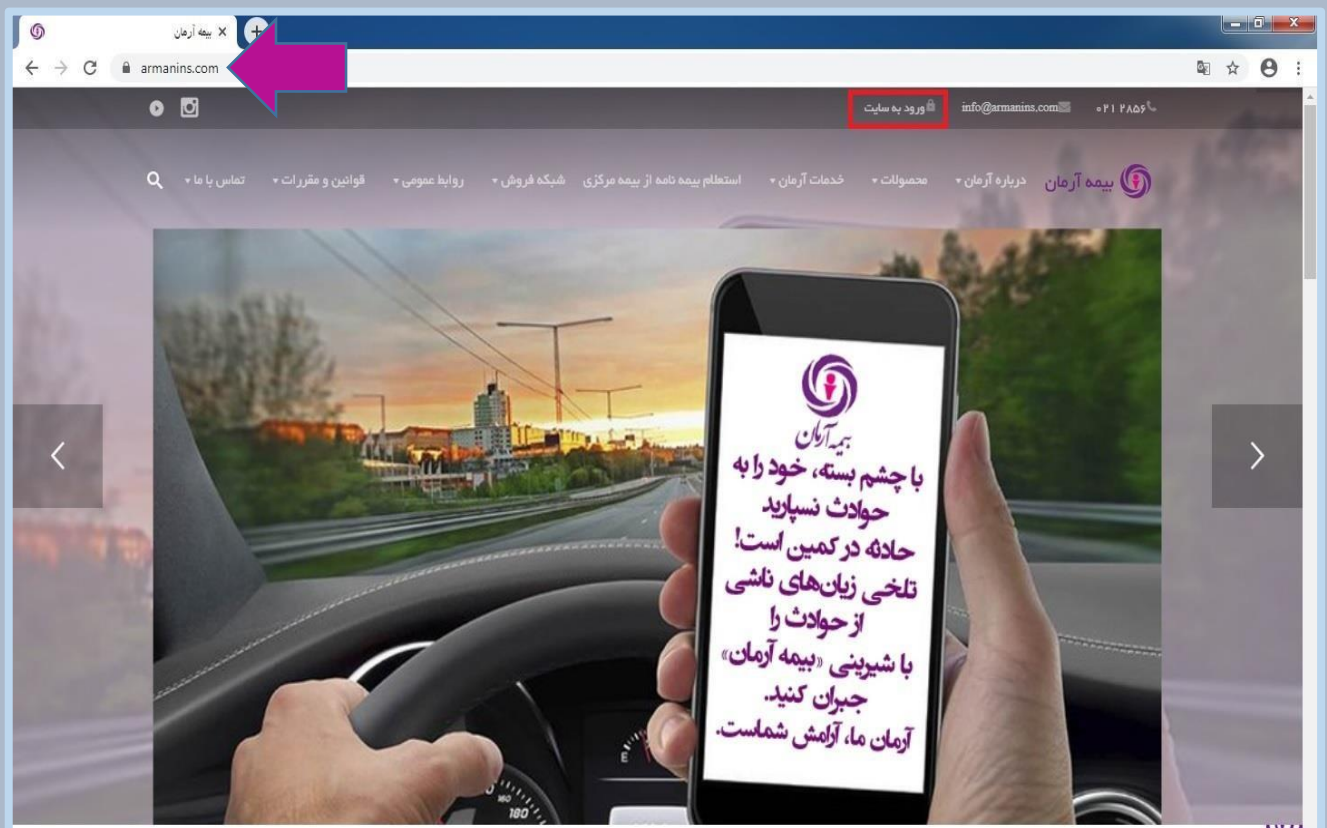 بیمه آرمان
armanins.com
۰۲۱ ۲۸۵۶ info@armanins.com ورود به سایت
بیمه آرمان درباره آرمان محصولات خدمات آرمان استعلام بیمه نامه از بیمه مرکزی شبکه فروش روابط عمومی قوانین و مقررات تماس با ما
بیمه آرمان
با چشم بسته، خود را به
حوادث نسپارید
حادثه در کمین است!
تلخی زیان‌های ناشی
از حوادث را
با شیرینی «بیمه آرمان»
جبران کنید.
آرمان ما، آرامش شماست.
160
180